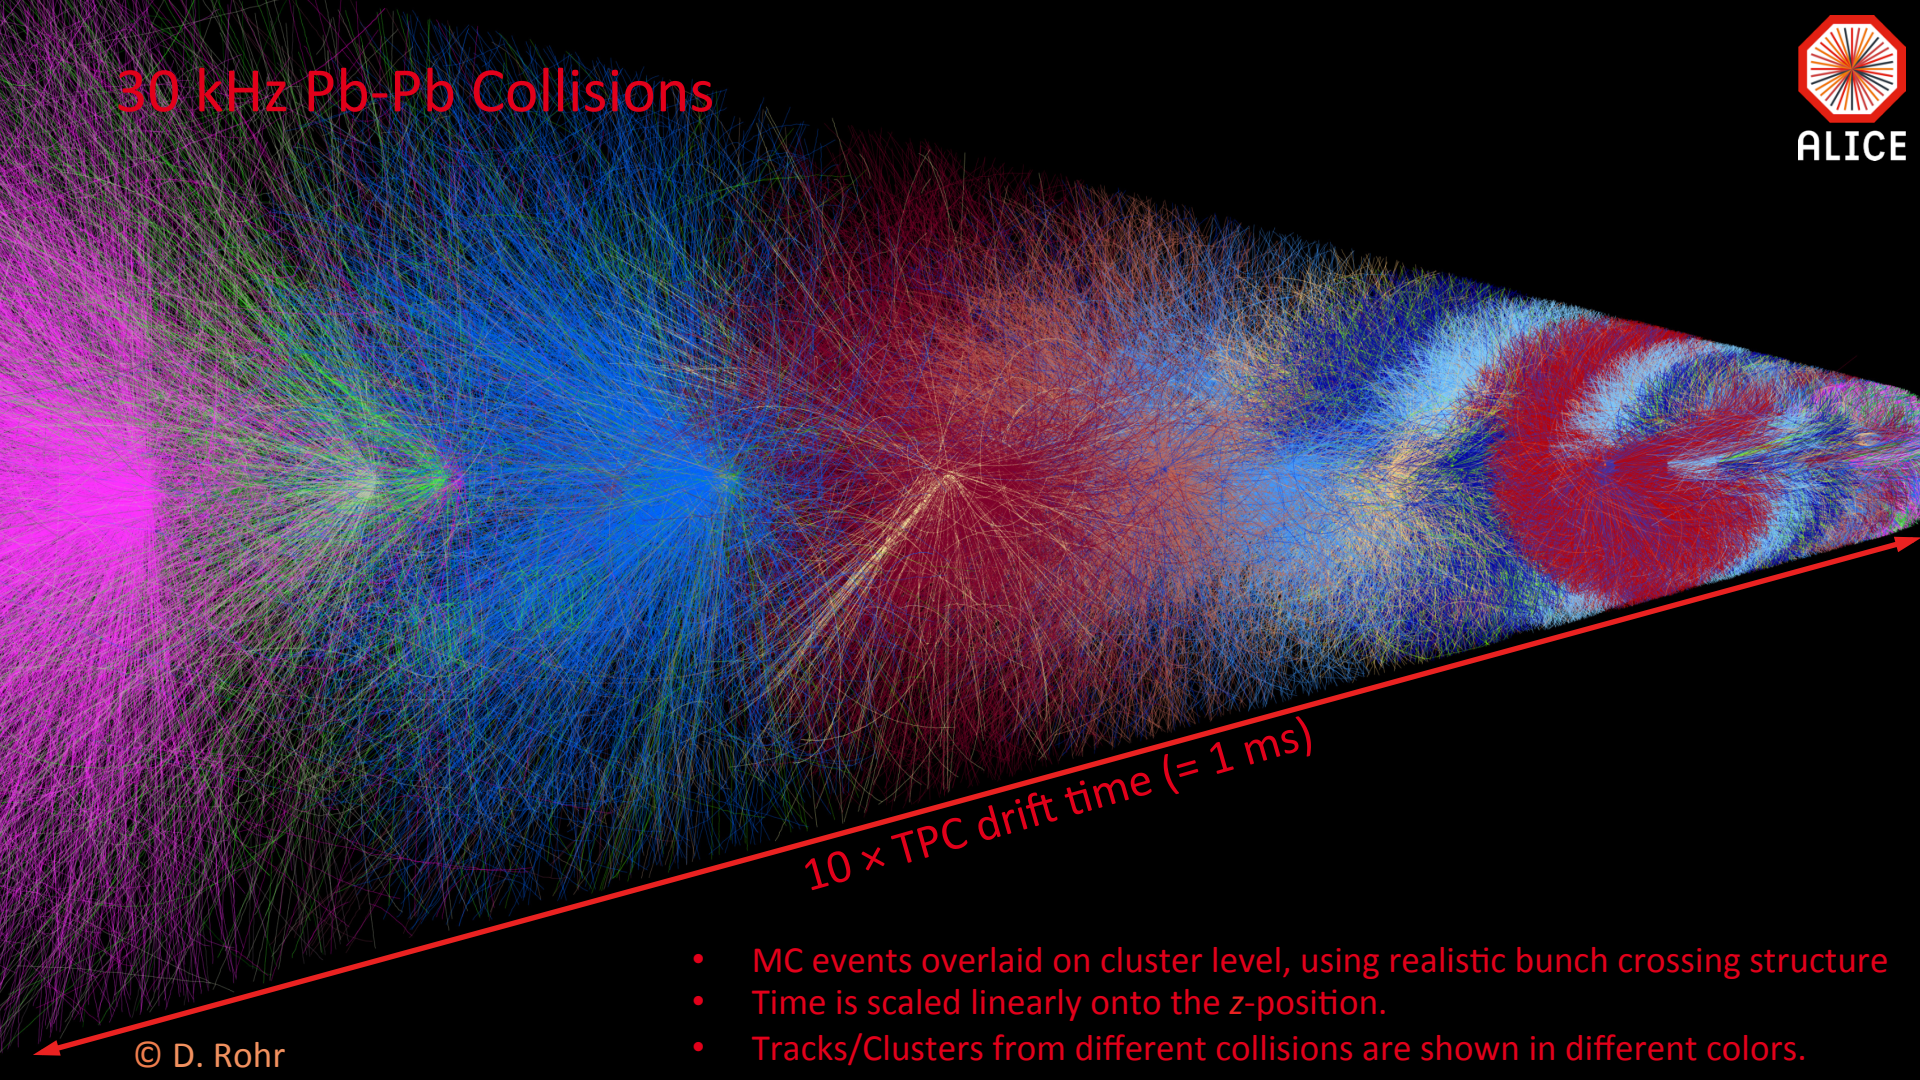 30 kHz Pb-Pb Collisions
ALICE
10 × TPC drift time (= 1 ms)
• MC events overlaid on cluster level, using realistic bunch crossing structure
• Time is scaled linearly onto the z-position.
• Tracks/Clusters from different collisions are shown in different colors.
© D. Rohr